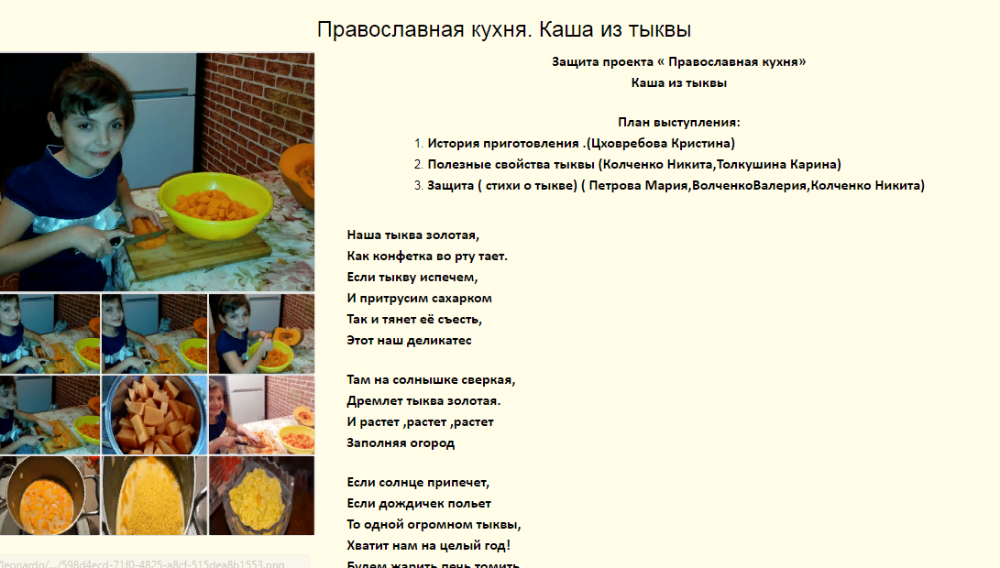 Православная кухня. Каша из тыквы
Защита проекта « Православная кухня»
Каша из тыквы
План выступления:
1. История приготовления .(Цховребова Кристина)
2. Полезные свойства тыквы (Колченко Никита,Толкушина Карина)
3. Защита ( стихи о тыкве) ( Петрова Мария,ВолченкоВалерия,Колченко Никита)
Наша тыква золотая,
Как конфетка во рту тает.
Если тыкву испечем,
И притрусим сахарком
Так и тянет её съесть,
Этот наш деликатес
Там на солнышке сверкая,
Дремлет тыква золотая.
И растет ,растет ,растет
Заполняя огород
Если солнце припечет,
Если дождичек польет
То одной огромном тыквы,
Хватит нам на целый год!
Будем жарить печь томить
/leonardo/.../598d4ecd-71f0-4825-a8cf-515dea8b1553.png